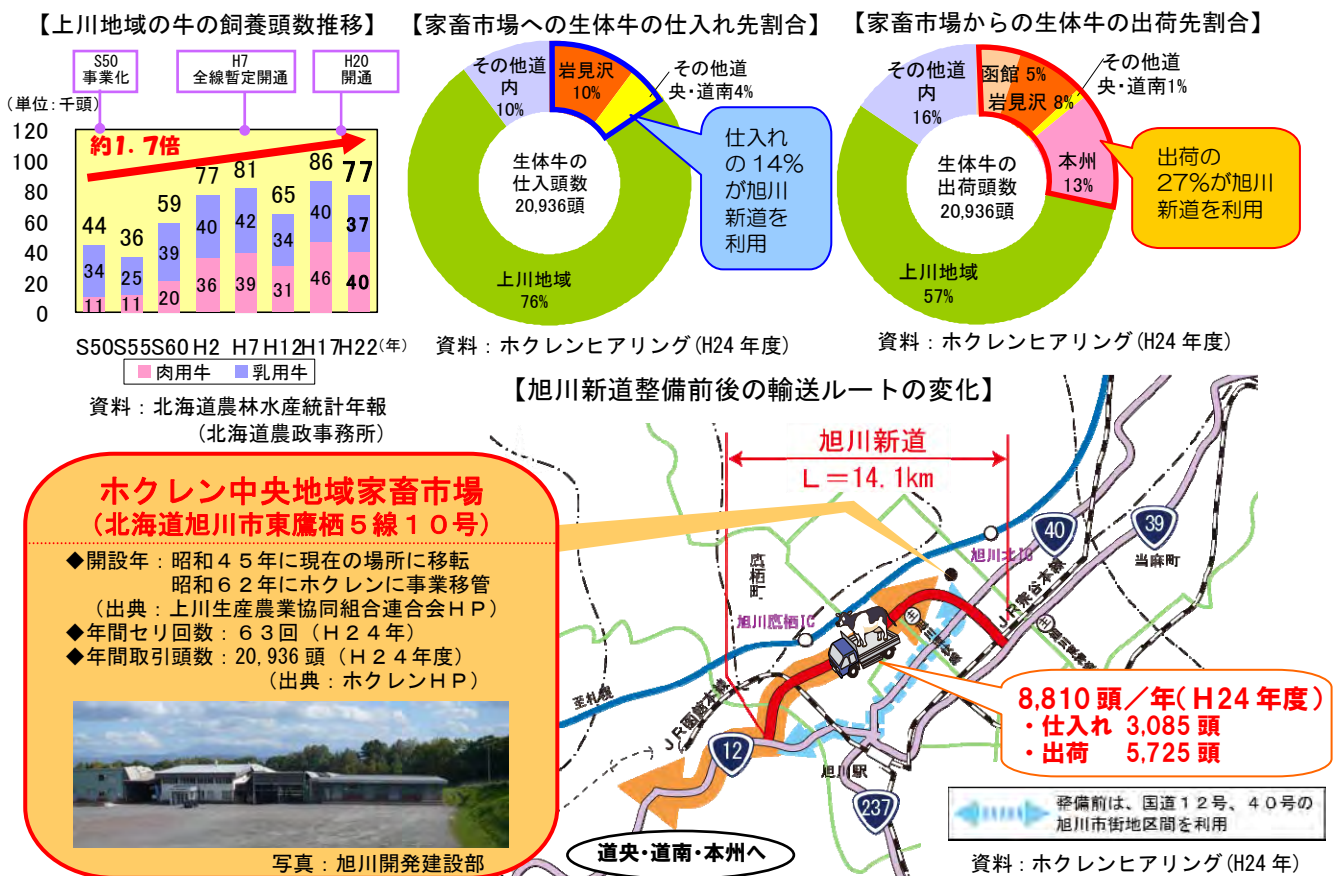 【上川地域の牛の飼養頭数推移】
S50
事業化
H7
全線暫定開通
H20
開通
（単位:千頭）
約1.7倍
120
100
80
60
40
20
0
44
36
59
77
81
65
86
77
34
25
39
40
42
34
40
37
11
11
20
36
39
31
46
40
S50 S55 S60 H2 H7 H12 H17 H22 (年)
肉用牛 乳用牛
資料：北海道農林水産統計年報
（北海道農政事務所）
【家畜市場への生体牛の仕入れ先割合】
その他道
内
10%
岩見沢
10%
その他道
央・道南4%
生体牛の
仕入頭数
20,936頭
上川地域
76%
仕入れ
の14%
が旭川
新道を
利用
資料：ホクレンヒアリング(H24年度)
【家畜市場からの生体牛の出荷先割合】
その他道
内
16%
函館 5%
岩見沢 8%
その他道
央・道南1%
本州
13%
生体牛の
出荷頭数
20,936頭
上川地域
57%
出荷の
27%が旭川
新道を利用
資料：ホクレンヒアリング(H24年度)
【旭川新道整備前後の輸送ルートの変化】
旭川新道
L=14.1km
40
39
旭川北IC
当麻町
鷹栖町
旭川鷹栖IC
JR宗谷本線
至札幌
JR函館本線
12
旭川駅
237
道央・道南・本州へ
8,810頭／年(H24年度)
・仕入れ 3,085頭
・出荷 5,725頭
整備前は、国道12号、40号の
旭川市街地区間を利用
資料：ホクレンヒアリング(H24年)
ホクレン中央地域家畜市場
（北海道旭川市東鷹栖5線10号）
◆開設年：昭和45年に現在の場所に移転
昭和62年にホクレンに事業移管
（出典：上川生産農業協同組合連合会HP）
◆年間セリ回数：63回（H24年）
◆年間取引頭数：20,936頭（H24年度）
（出典：ホクレンHP）
写真：旭川開発建設部